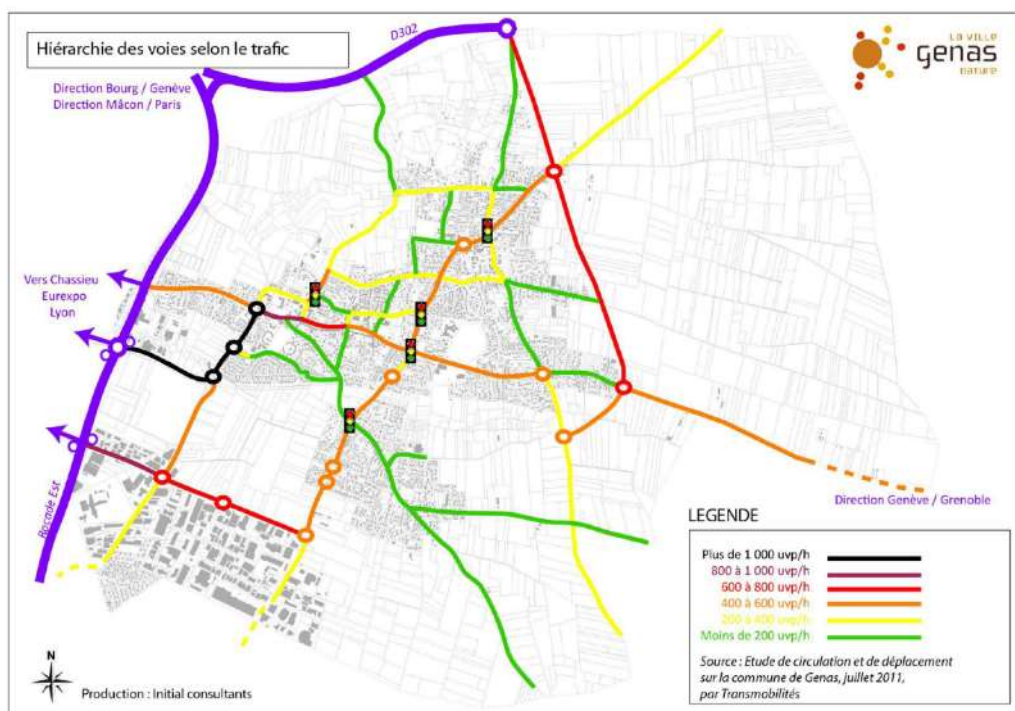 Hiérarchie des voies selon le trafic
D302
LA VILLE
genas
nature
Direction Bourg / Genève
Direction Mâcon / Paris
Vers Chassieu
Eurexpo
Lyon
Rocade Est
Direction Genève / Grenoble
LEGENDE
Plus de 1 000 uvp/h
800 à 1 000 uvp/h
600 à 800 uvp/h
400 à 600 uvp/h
200 à 400 uvp/h
Moins de 200 uvp/h
Source : Etude de circulation et de déplacement
sur la commune de Genas, juillet 2011,
par Transmobilités
N
Production : Initial consultants